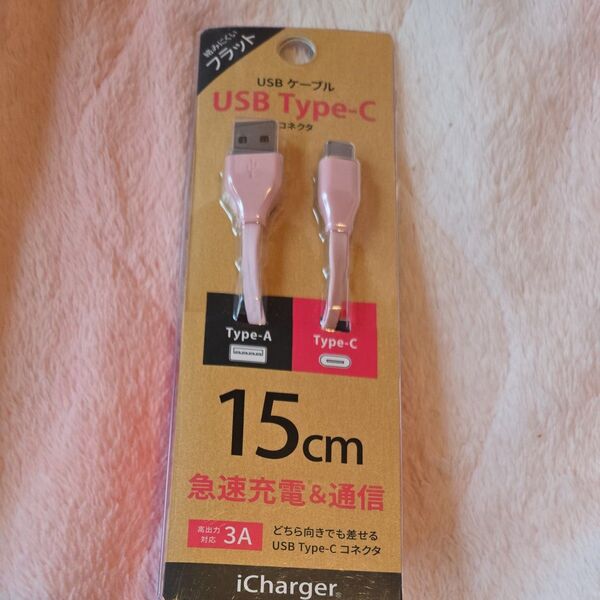 絡みにくい
フラット
USB ケーブル
USB Type-C
コネクタ
Type-A
Type-C
15cm
急速充電&通信
高出力
対応
3A
どちら向きでも差せる
USB Type-C コネクタ
iCharger®